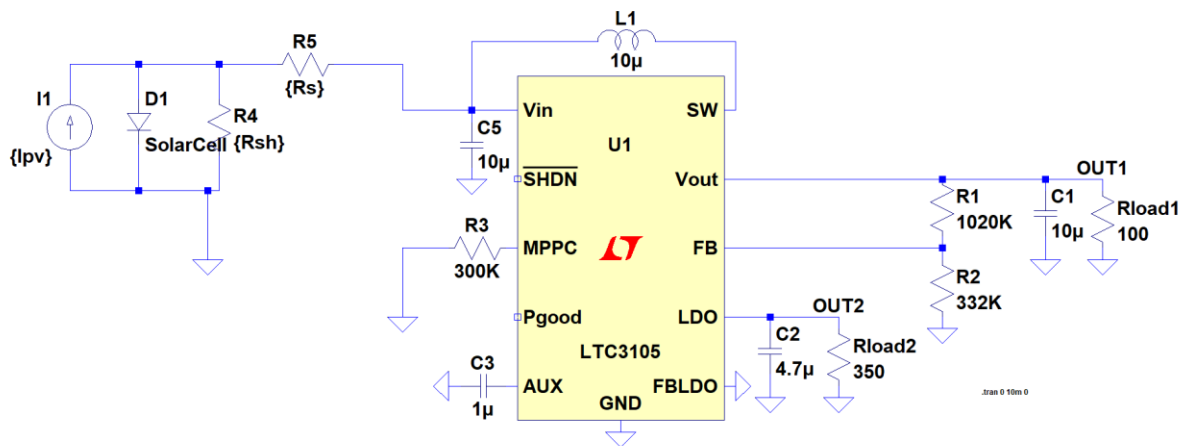 L1
10µ
R5
{Rs}
I1
{Ipv}
D1
SolarCell
R4
{Rsh}
C5
10µ
Vin
SW
U1
SHDN
Vout
R3
300K
MPPC
FB
Pgood
LDO
LTC3105
C3
1µ
AUX
FBLDO
GND
OUT1
R1
1020K
C1
10µ
Rload1
100
R2
332K
OUT2
C2
4.7µ
Rload2
350
.tran 0 10m 0